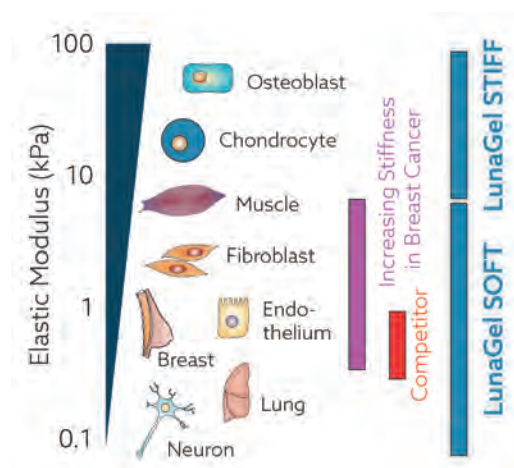 Elastic Modulus (kPa)
100
10
1
0.1
Osteoblast
Chondrocyte
Muscle
Fibroblast
Endo-
thelium
Breast
Lung
Neuron
Increasing Stiffness
in Breast Cancer
Competitor
LunaGel SOFT
LunaGel STIFF